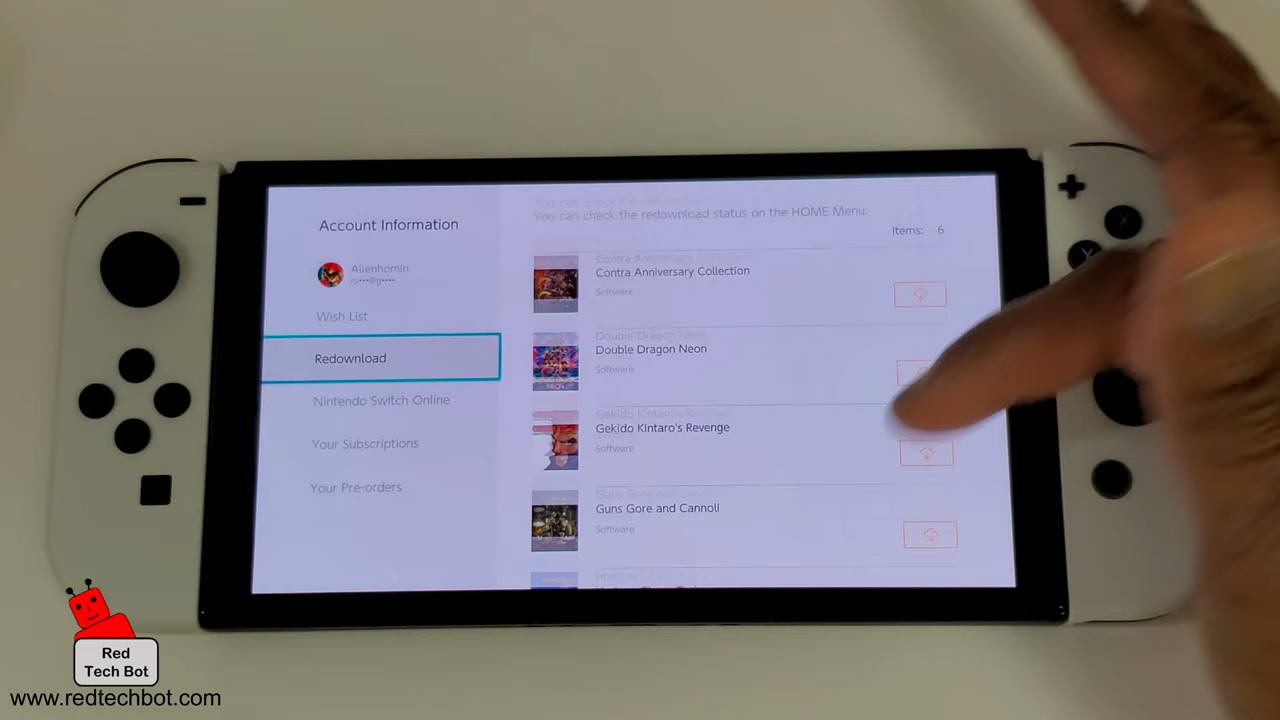 You can check the redownload status on the HOME Menu.
Account Information
Items: 6
Alienhomin
rs•••@g••••
Contra Anniversary Collection
Software
Wish List
Double Dragon Neon
Software
Redownload
Nintendo Switch Online
Gekido Kintaro's Revenge
Software
Your Subscriptions
Your Pre-orders
Guns Gore and Cannoli
Software
X
Y
Red
Tech Bot
www.redtechbot.com